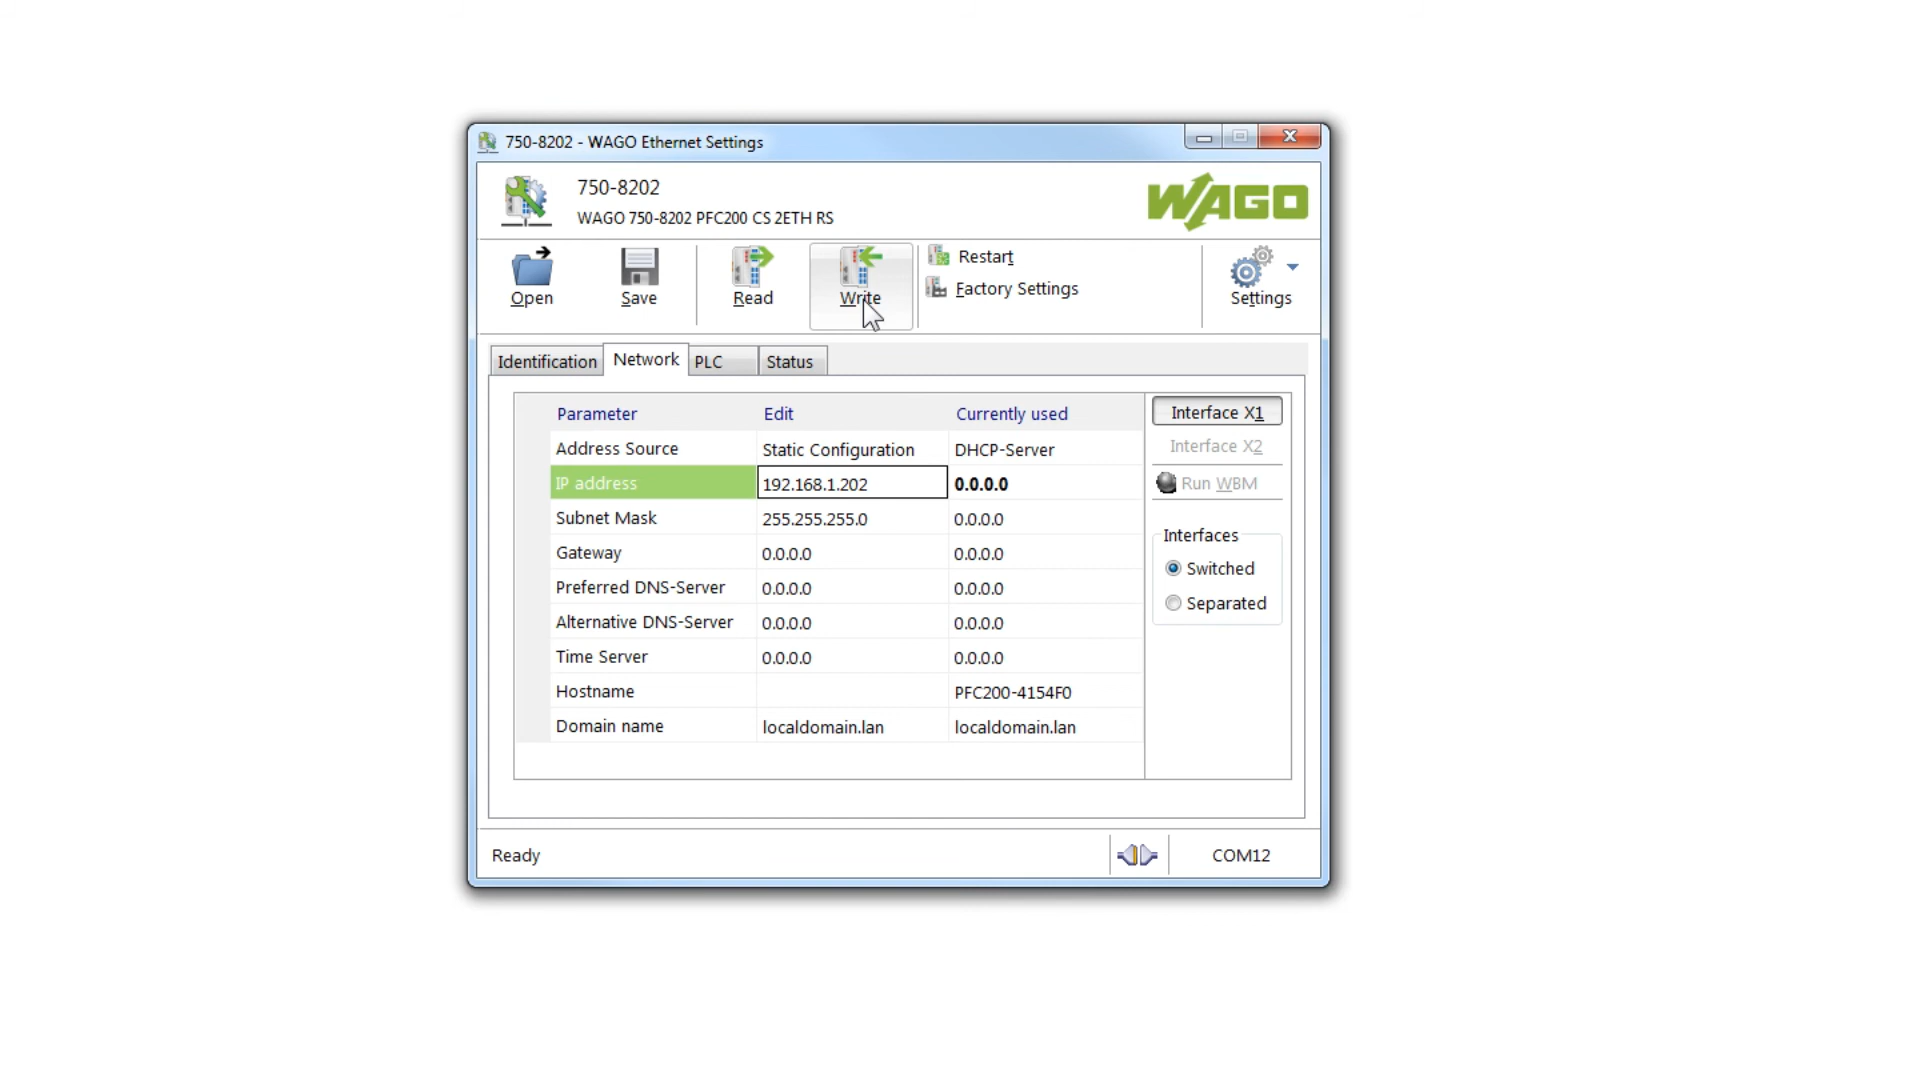 750-8202 - WAGO Ethernet Settings
750-8202
WAGO 750-8202 PFC200 CS 2ETH RS
WAGO
Open
Save
Read
Write
Restart
Factory Settings
Settings
Identification Network PLC Status
Parameter Edit Currently used
Address Source Static Configuration DHCP-Server
IP address 192.168.1.202 0.0.0.0
Subnet Mask 255.255.255.0 0.0.0.0
Gateway 0.0.0.0 0.0.0.0
Preferred DNS-Server 0.0.0.0 0.0.0.0
Alternative DNS-Server 0.0.0.0 0.0.0.0
Time Server 0.0.0.0 0.0.0.0
Hostname PFC200-4154F0
Domain name localdomain.lan localdomain.lan
Interface X1
Interface X2
Run WBM
Interfaces
Switched
Separated
Ready
COM12